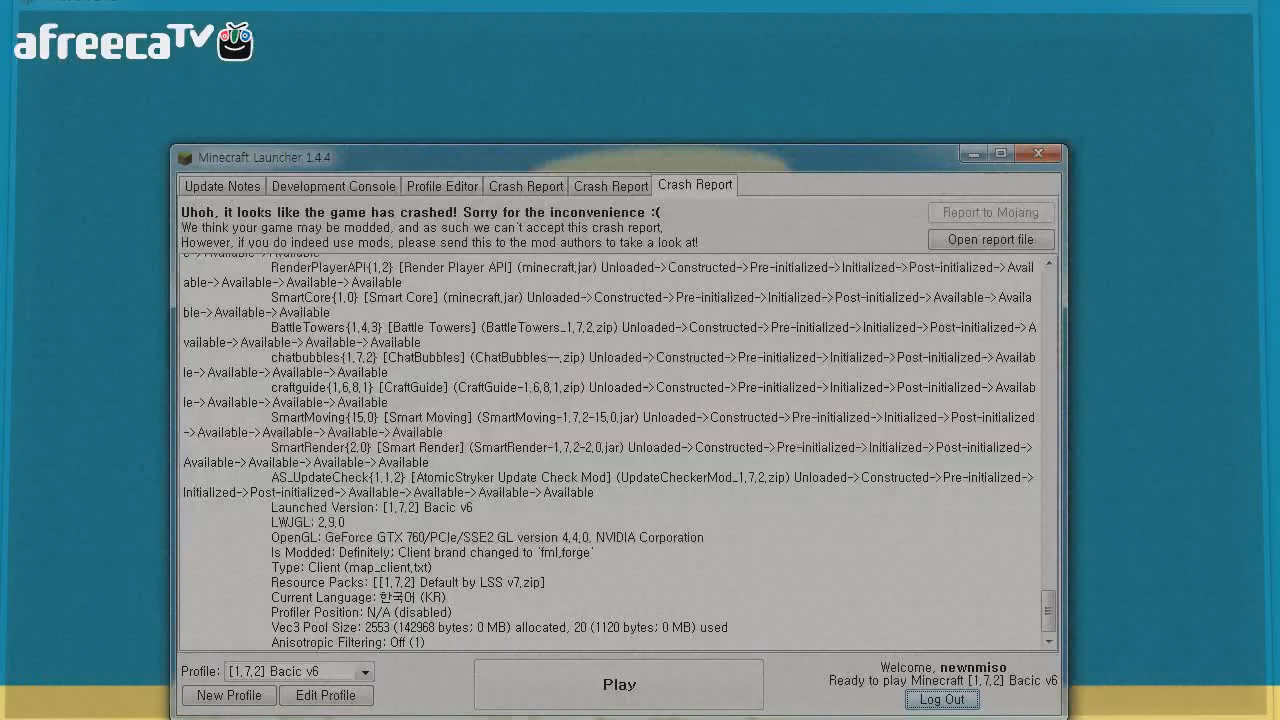 afreecaTV
Minecraft Launcher 1.4.4
Update Notes Development Console Profile Editor Crash Report Crash Report Crash Report
Uhoh, it looks like the game has crashed! Sorry for the inconvenience :(
We think your game may be modded, and as such we can't accept this crash report.
However, if you do indeed use mods, please send this to the mod authors to take a look at!
Report to Mojang
Open report file
e->Available->Available
RenderPlayerAPI{1.2} [Render Player API] (minecraft.jar) Unloaded->Constructed->Pre-initialized->Initialized->Post-initialized->Avail
able->Available->Available->Available
SmartCore{1.0} [Smart Core] (minecraft.jar) Unloaded->Constructed->Pre-initialized->Initialized->Post-initialized->Available->Availa
ble->Available->Available
BattleTowers{1.4.3} [Battle Towers] (BattleTowers_1.7.2.zip) Unloaded->Constructed->Pre-initialized->Initialized->Post-initialized->A
vailable->Available->Available->Available
chatbubbles{1.7.2} [ChatBubbles] (ChatBubbles--.zip) Unloaded->Constructed->Pre-initialized->Initialized->Post-initialized->Availab
le->Available->Available->Available
craftguide{1.6.8.1} [CraftGuide] (CraftGuide-1.6.8.1.zip) Unloaded->Constructed->Pre-initialized->Initialized->Post-initialized->Availab
le->Available->Available->Available
SmartMoving{15.0} [Smart Moving] (SmartMoving-1.7.2-15.0.jar) Unloaded->Constructed->Pre-initialized->Initialized->Post-initialized
->Available->Available->Available->Available
SmartRender{2.0} [Smart Render] (SmartRender-1.7.2-2.0.jar) Unloaded->Constructed->Pre-initialized->Initialized->Post-initialized->
Available->Available->Available->Available
AS_UpdateCheck{1.1.2} [AtomicStryker Update Check Mod] (UpdateCheckerMod_1.7.2.zip) Unloaded->Constructed->Pre-initialized->
Initialized->Post-initialized->Available->Available->Available->Available
Launched Version: [1.7.2] Bacic v6
LWJGL: 2.9.0
OpenGL: GeForce GTX 760/PCIe/SSE2 GL version 4.4.0, NVIDIA Corporation
Is Modded: Definitely; Client brand changed to 'fml,forge'
Type: Client (map_client.txt)
Resource Packs: [[1.7.2] Default by LSS v7.zip]
Current Language: 한국어 (KR)
Profiler Position: N/A (disabled)
Vec3 Pool Size: 2553 (142968 bytes; 0 MB) allocated, 20 (1120 bytes; 0 MB) used
Anisotropic Filtering: Off (1)
Profile: [1.7.2] Bacic v6
New Profile Edit Profile
Play
Welcome, newnmiso
Ready to play Minecraft [1.7.2] Bacic v6
Log Out